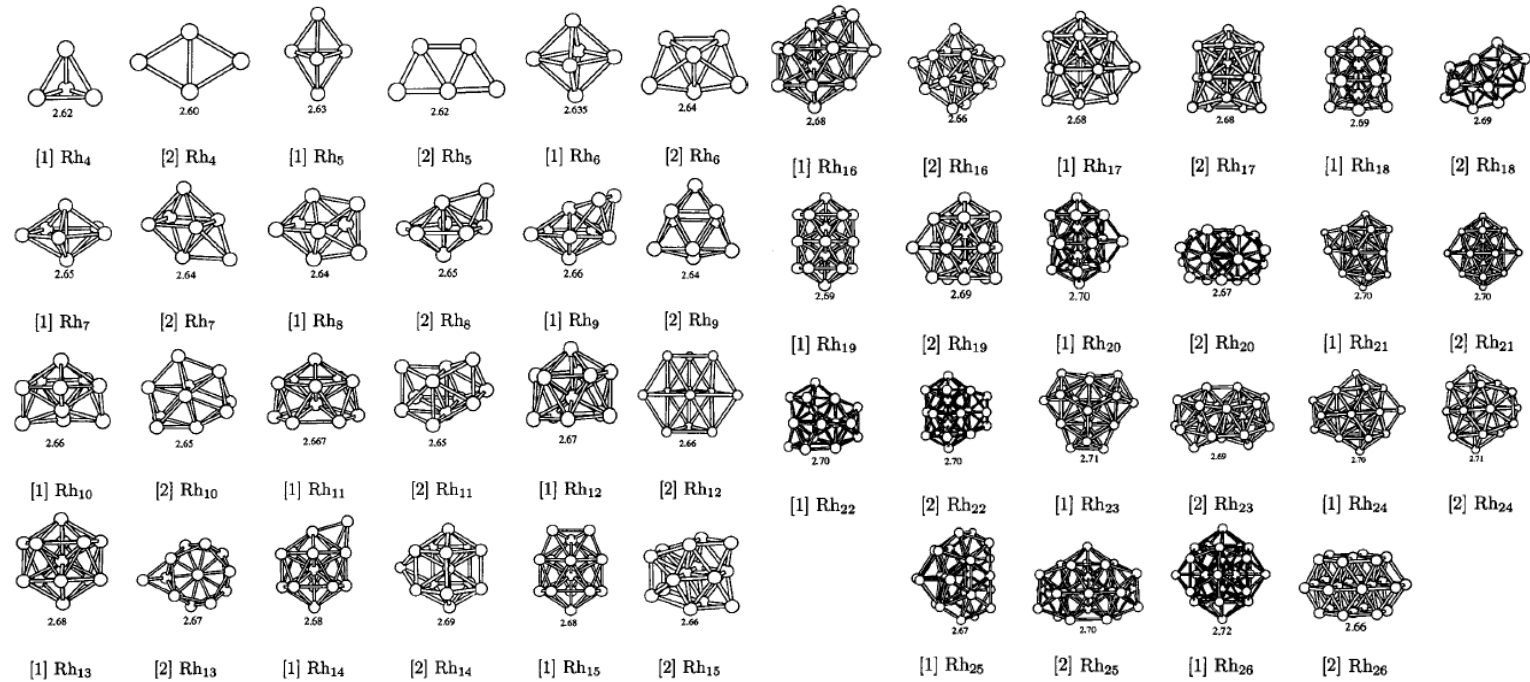 2.62 2.60 2.63 2.62 2.635 2.64
[1] Rh₄ [2] Rh₄ [1] Rh₅ [2] Rh₅ [1] Rh₆ [2] Rh₆
2.65 2.64 2.64 2.65 2.66 2.64
[1] Rh₇ [2] Rh₇ [1] Rh₈ [2] Rh₈ [1] Rh₉ [2] Rh₉
2.66 2.65 2.667 2.65 2.67 2.66
[1] Rh₁₀ [2] Rh₁₀ [1] Rh₁₁ [2] Rh₁₁ [1] Rh₁₂ [2] Rh₁₂
2.68 2.67 2.68 2.69 2.68 2.66
[1] Rh₁₃ [2] Rh₁₃ [1] Rh₁₄ [2] Rh₁₄ [1] Rh₁₅ [2] Rh₁₅
2.68 2.66 2.68 2.68 2.69 2.69
[1] Rh₁₆ [2] Rh₁₆ [1] Rh₁₇ [2] Rh₁₇ [1] Rh₁₈ [2] Rh₁₈
2.69 2.69 2.70 2.67 2.70 2.70
[1] Rh₁₉ [2] Rh₁₉ [1] Rh₂₀ [2] Rh₂₀ [1] Rh₂₁ [2] Rh₂₁
2.70 2.70 2.71 2.69 2.70 2.71
[1] Rh₂₂ [2] Rh₂₂ [1] Rh₂₃ [2] Rh₂₃ [1] Rh₂₄ [2] Rh₂₄
2.67 2.70 2.72 2.66
[1] Rh₂₅ [2] Rh₂₅ [1] Rh₂₆ [2] Rh₂₆